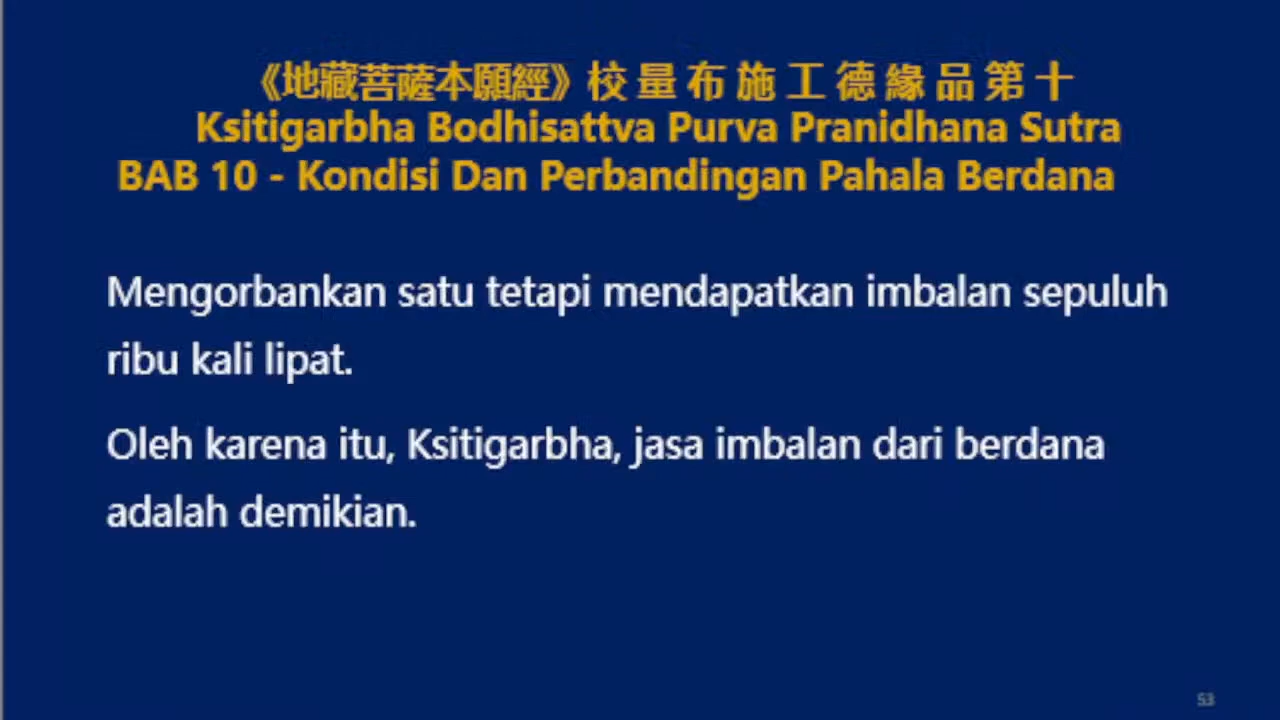 《地藏菩薩本願經》校量布施工德緣品第十
Ksitigarbha Bodhisattva Purva Pranidhana Sutra
BAB 10 - Kondisi Dan Perbandingan Pahala Berdana
Mengorbankan satu tetapi mendapatkan imbalan sepuluh
ribu kali lipat.
Oleh karena itu, Ksitigarbha, jasa imbalan dari berdana
adalah demikian.
53